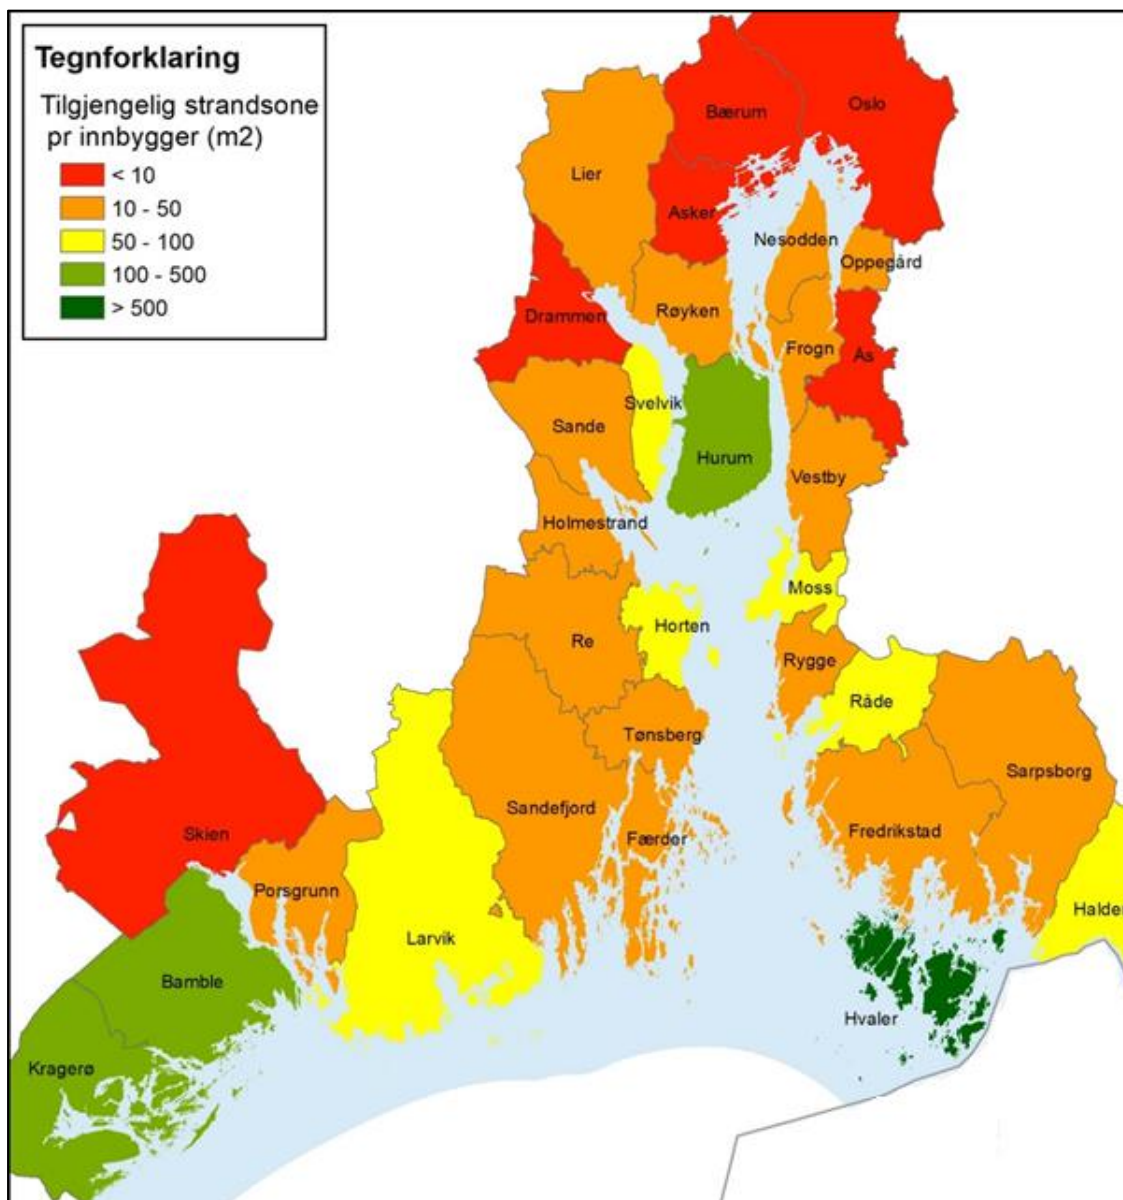 Tegnforklaring
Tilgjengelig strandsone
pr innbygger (m2)
< 10
10 - 50
50 - 100
100 - 500
> 500
Bærum
Oslo
Lier
Asker
Nesodden
Oppegård
Røyken
Drammen
Frogn
Ås
Svelvik
Sande
Hurum
Vestby
Holmestrand
Moss
Horten
Re
Rygge
Råde
Tønsberg
Sarpsborg
Sandefjord
Færder
Fredrikstad
Skien
Porsgrunn
Larvik
Halden
Bamble
Hvaler
Kragerø